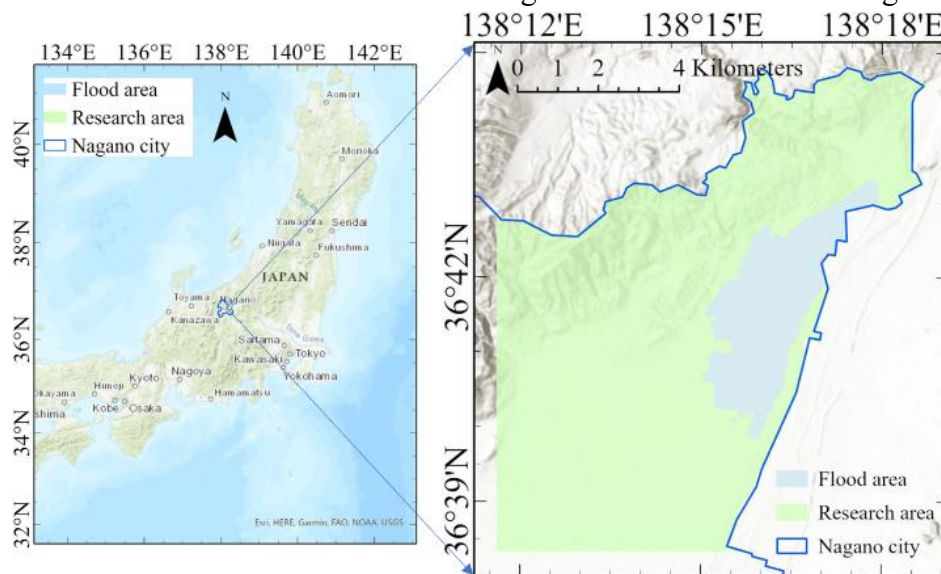 134°E 136°E 138°E 140°E 142°E
Flood area
Research area
Nagano city
N
40°N
38°N
36°N
34°N
32°N
Aomori
Morioka
Yamagata
Sendai
Niigata
Fukushima
JAPAN
Nagano
Toyama
Kanazawa
Saitama
Tokyo
Kawasaki
Yokohama
Nagoya
Kyoto
Himeji
Hamamatsu
Okayama
Kobe
Osaka
Esri, HERE, Garmin, FAO, NOAA, USGS
138°12'E 138°15'E 138°18'E
N
0 1 2 4 Kilometers
36°42'N
36°39'N
Flood area
Research area
Nagano city